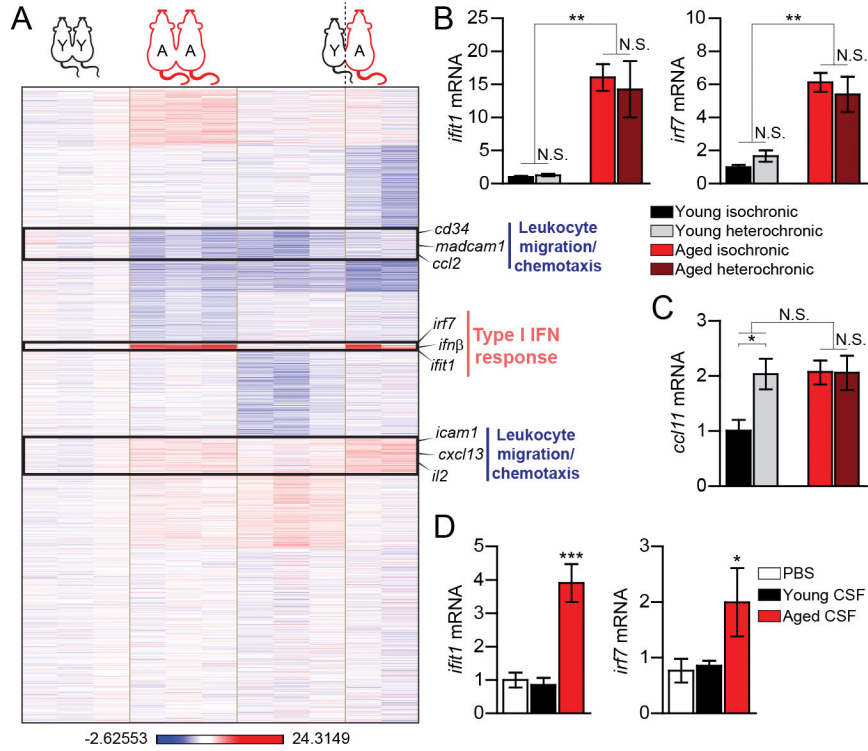 A
Y Y
A A
Y A
cd34
madcam1
ccl2
Leukocyte
migration/
chemotaxis
irf7
ifnβ
ifit1
Type I IFN
response
icam1
cxcl13
il2
Leukocyte
migration/
chemotaxis
-2.62553
24.3149
B
ifit1 mRNA
25
20
15
10
5
0
**
N.S.
N.S.
irf7 mRNA
10
8
6
4
2
0
**
N.S.
N.S.
Young isochronic
Young heterochronic
Aged isochronic
Aged heterochronic
C
ccl11 mRNA
3
2
1
0
N.S.
*
N.S.
D
ifit1 mRNA
5
4
3
2
1
0
***
irf7 mRNA
3
2
1
0
*
PBS
Young CSF
Aged CSF